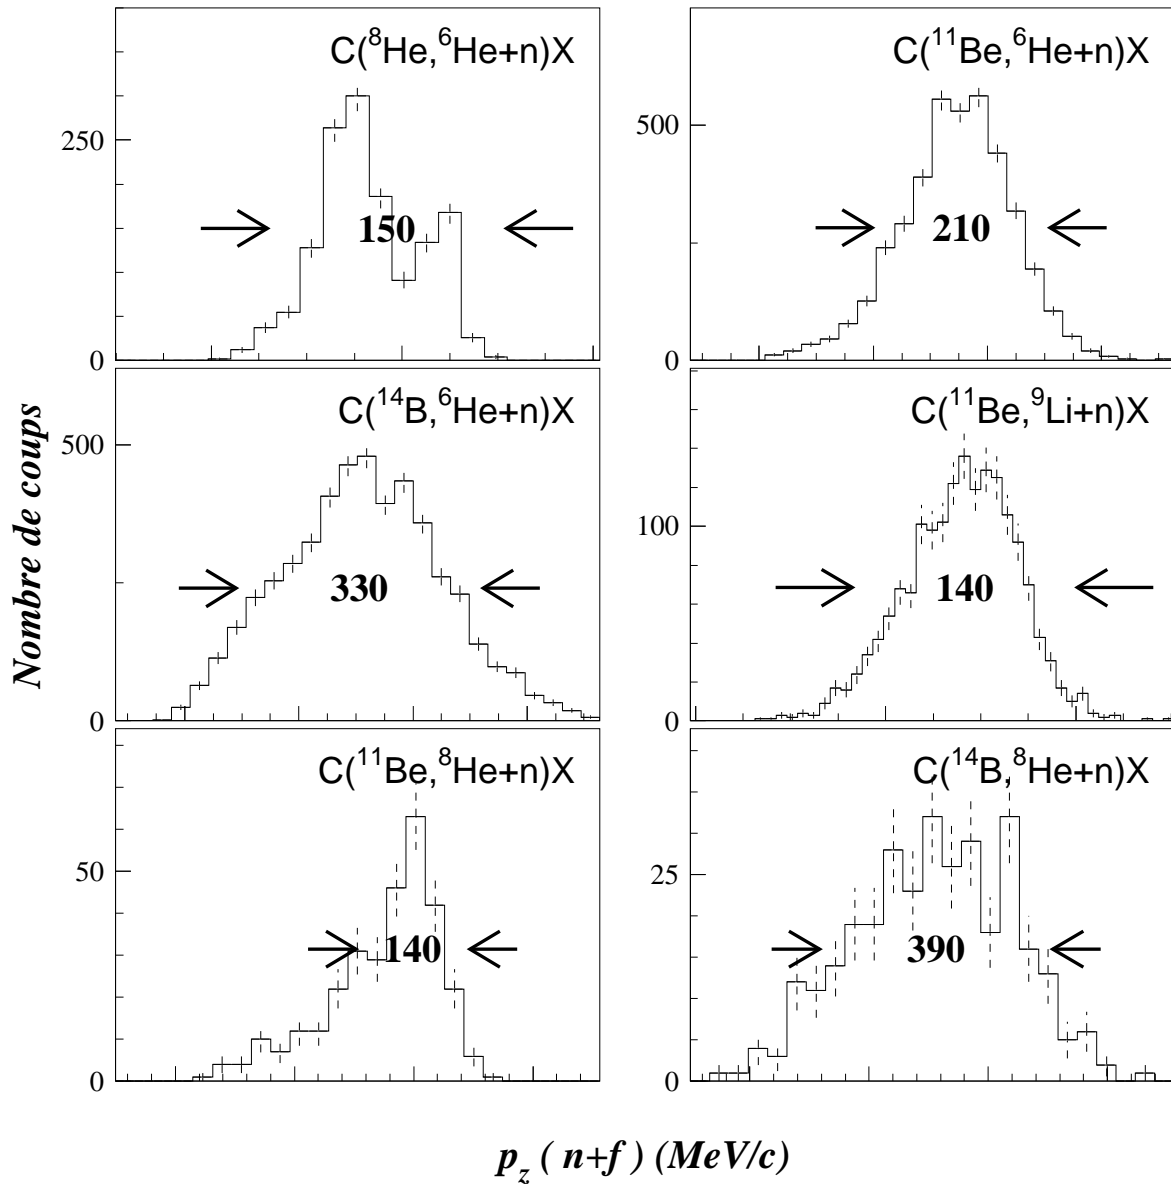 C(⁸He,⁶He+n)X
250
150
0
C(¹¹Be,⁶He+n)X
500
210
0
C(¹⁴B,⁶He+n)X
500
330
0
C(¹¹Be,⁹Li+n)X
100
140
0
C(¹¹Be,⁸He+n)X
50
140
0
C(¹⁴B,⁸He+n)X
25
390
0
Nombre de coups
p_z ( n+f ) (MeV/c)